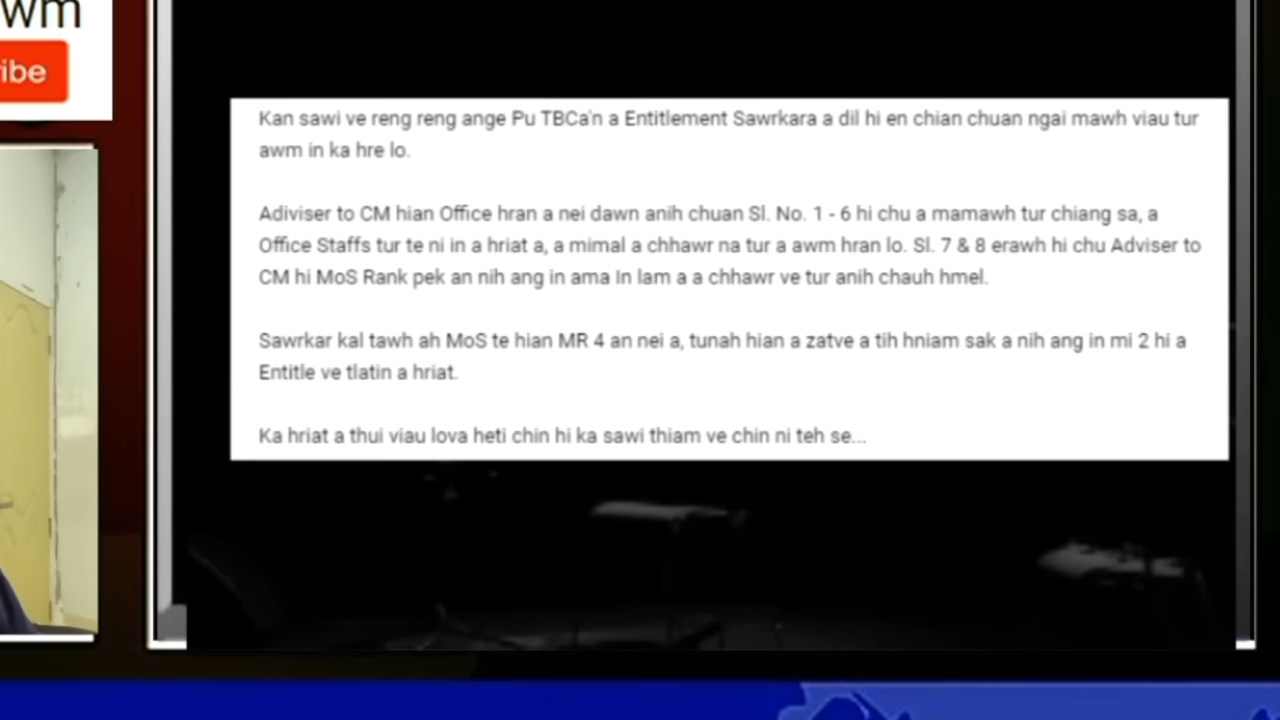 wm
ibe
Kan sawi ve reng reng ange Pu TBCa'n a Entitlement Sawrkara a dil hi en chian chuan ngai mawh viau tur
awm in ka hre lo.
Adiviser to CM hian Office hran a nei dawn anih chuan Sl. No. 1 - 6 hi chu a mamawh tur chiang sa, a
Office Staffs tur te ni in a hriat a, a mimal a chhawr na tur a awm hran lo. Sl. 7 & 8 erawh hi chu Adviser to
CM hi MoS Rank pek an nih ang in ama In lam a a chhawr ve tur anih chauh hmel.
Sawrkar kal tawh ah MoS te hian MR 4 an nei a, tunah hian a zatve a tih hniam sak a nih ang in mi 2 hi a
Entitle ve tlatin a hriat.
Ka hriat a thui viau lova heti chin hi ka sawi thiam ve chin ni teh se...